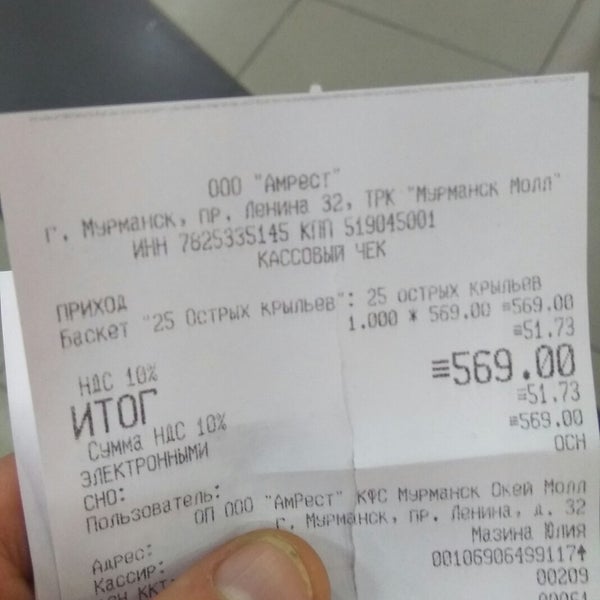 ООО "АмРест"
Г. Мурманск, пр. Ленина 32, ТРК "Мурманск Молл"
ИНН 7825335145 КПП 519045001
КАССОВЫЙ ЧЕК
ПРИХОД
Баскет "25 Острых крыльев": 25 острых крыльев
1.000 * 569.00 ≡569.00
НДС 10% ≡51.73
ИТОГ ≡569.00
Сумма НДС 10% ≡51.73
ЭЛЕКТРОННЫМИ ≡569.00
СНО: ОСН
Пользователь:
ОП ООО "АмРест" КФС Мурманск Окей Молл
Адрес: Г. Мурманск, пр. Ленина, д. 32
Кассир: Мазина Юлия
ККТ: 00106906499117↑
00209